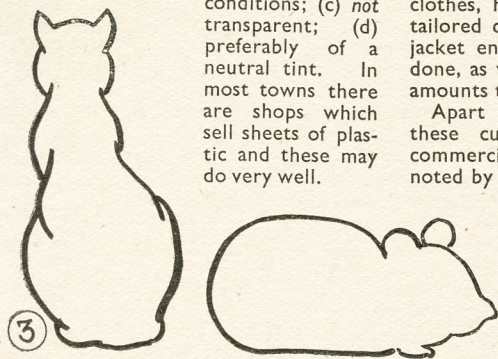 conditions; (c) not
transparent; (d)
preferably of a
neutral tint. In
most towns there
are shops which
sell sheets of plas-
tic and these may
do very well.
clothes,
tailored
jacket en
done, as
amounts t
Apart
these cu
commerci
noted by
3